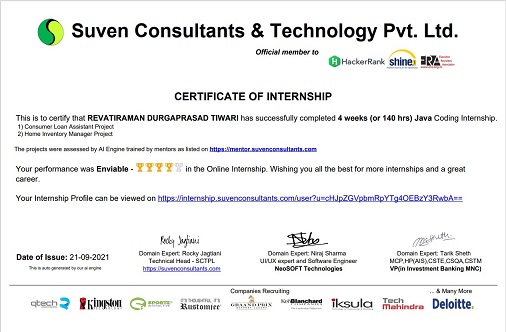 Suven Consultants & Technology Pvt. Ltd.
Official member to
HackerRank
shine
ERA
CERTIFICATE OF INTERNSHIP
This is to certify that REVATIRAMAN DURGAPRASAD TIWARI has successfully completed 4 weeks (or 140 hrs) Java Coding Internship.
1) Consumer Loan Assistant Project
2) Home Inventory Manager Project
The projects were assessed by AI Engine trained by mentors as listed on https://mentor.suvenconsultants.com
Your performance was Enviable - in the Online Internship. Wishing you all the best for more internships and a great
career.
Your Internship Profile can be viewed on https://internship.suvenconsultants.com/user?u=cHJpZGVpbmRpYTg4OEBzY3RwbA==
Rocky Jagtiani
Date of Issue: 21-09-2021
This is auto generated by our ai engine
Domain Expert: Rocky Jagtiani
Technical Head - SCTPL
https://suvenconsultants.com
Domain Expert: Niraj Sharma
UI/UX expert and Software Engineer
NeoSOFT Technologies
Domain Expert: Tarik Sheth
MCP,HP(AIS),CSTE,CSQA,CSTM
VP(in Investment Banking MNC)
Companies Recruiting
... & Many More
qtech
Kingston
SPORTZ
INTERACTIVE
Rustomjee
GRAAND PRIX
Ken Blanchard
iksula
Tech
Mahindra
Deloitte.